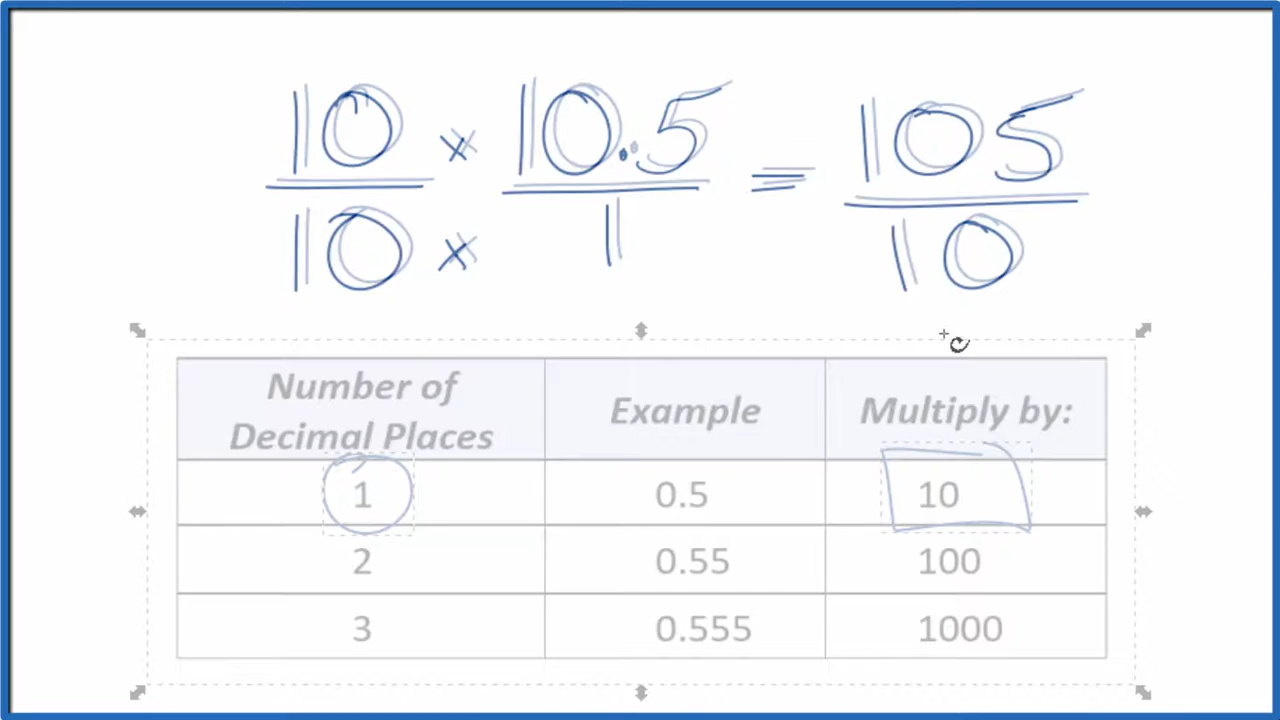 10 × 10.5 = 105
10 × 1 10
Number of Decimal Places Example Multiply by:
1 0.5 10
2 0.55 100
3 0.555 1000